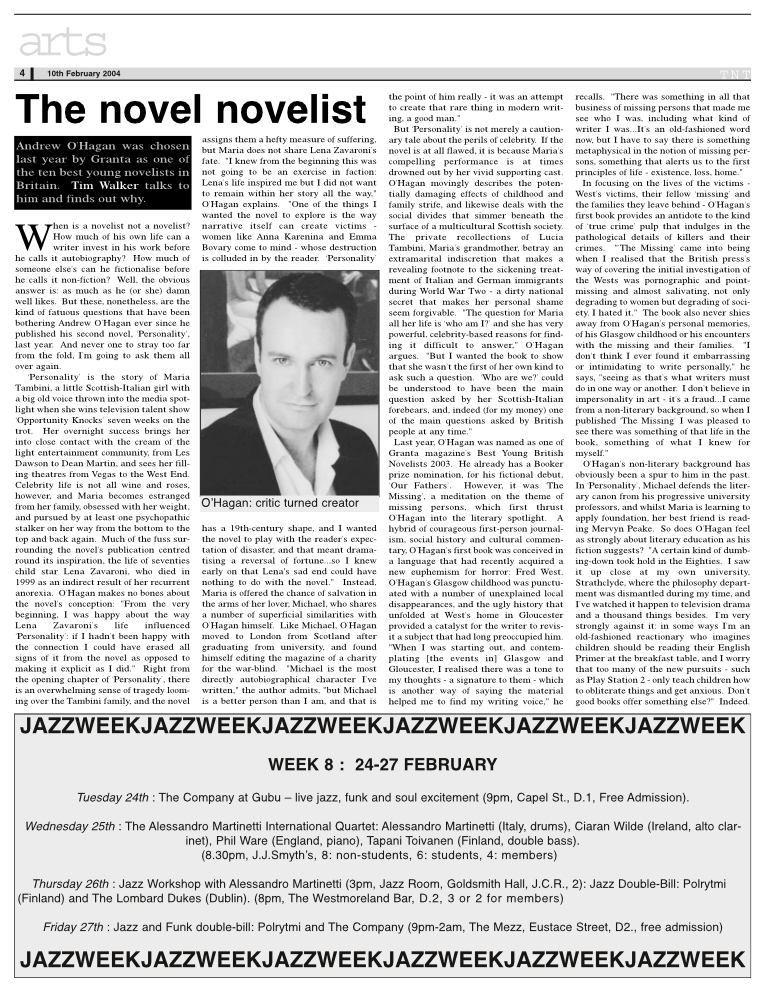 arts
4 10th February 2004
TNT
The novel novelist
Andrew O'Hagan was chosen
last year by Granta as one of
the ten best young novelists in
Britain. Tim Walker talks to
him and finds out why.
When is a novelist not a novelist?
How much of his own life can a
writer invest in his work before
he calls it autobiography? How much of
someone else's can he fictionalise before
he calls it non-fiction? Well, the obvious
answer is: as much as he (or she) damn
well likes. But these, nonetheless, are the
kind of fatuous questions that have been
bothering Andrew O'Hagan ever since he
published his second novel, 'Personality',
last year. And never one to stray too far
from the fold, I'm going to ask them all
over again.
'Personality' is the story of Maria
Tambini, a little Scottish-Italian girl with
a big old voice thrown into the media spot-
light when she wins television talent show
'Opportunity Knocks' seven weeks on the
trot. Her overnight success brings her
into close contact with the cream of the
light entertainment community, from Les
Dawson to Dean Martin, and sees her fill-
ing theatres from Vegas to the West End.
Celebrity life is not all wine and roses,
however, and Maria becomes estranged
from her family, obsessed with her weight,
and pursued by at least one psychopathic
stalker on her way from the bottom to the
top and back again. Much of the fuss sur-
rounding the novel's publication centred
round its inspiration, the life of seventies
child star Lena Zavaroni, who died in
1999 as an indirect result of her recurrent
anorexia. O'Hagan makes no bones about
the novel's conception: "From the very
beginning, I was happy about the way
Lena Zavaroni's life influenced
'Personality': if I hadn't been happy with
the connection I could have erased all
signs of it from the novel as opposed to
making it explicit as I did." Right from
the opening chapter of 'Personality', there
is an overwhelming sense of tragedy loom-
ing over the Tambini family, and the novel
assigns them a hefty measure of suffering,
but Maria does not share Lena Zavaroni's
fate. "I knew from the beginning this was
not going to be an exercise in faction:
Lena's life inspired me but I did not want
to remain within her story all the way,"
O'Hagan explains. "One of the things I
wanted the novel to explore is the way
narrative itself can create victims -
women like Anna Karenina and Emma
Bovary come to mind - whose destruction
is colluded in by the reader. 'Personality'
O'Hagan: critic turned creator
has a 19th-century shape, and I wanted
the novel to play with the reader's expec-
tation of disaster, and that meant drama-
tising a reversal of fortune...so I knew
early on that Lena's sad end could have
nothing to do with the novel." Instead,
Maria is offered the chance of salvation in
the arms of her lover, Michael, who shares
a number of superficial similarities with
O'Hagan himself. Like Michael, O'Hagan
moved to London from Scotland after
graduating from university, and found
himself editing the magazine of a charity
for the war-blind. "Michael is the most
directly autobiographical character I've
written," the author admits, "but Michael
is a better person than I am, and that is
the point of him really - it was an attempt
to create that rare thing in modern writ-
ing, a good man."
But 'Personality' is not merely a caution-
ary tale about the perils of celebrity. If the
novel is at all flawed, it is because Maria's
compelling performance is at times
drowned out by her vivid supporting cast.
O'Hagan movingly describes the poten-
tially damaging effects of childhood and
family strife, and likewise deals with the
social divides that simmer beneath the
surface of a multicultural Scottish society.
The private recollections of Lucia
Tambini, Maria's grandmother, betray an
extramarital indiscretion that makes a
revealing footnote to the sickening treat-
ment of Italian and German immigrants
during World War Two - a dirty national
secret that makes her personal shame
seem forgivable. "The question for Maria
all her life is 'who am I?' and she has very
powerful, celebrity-based reasons for find-
ing it difficult to answer," O'Hagan
argues. "But I wanted the book to show
that she wasn't the first of her own kind to
ask such a question. 'Who are we?' could
be understood to have been the main
question asked by her Scottish-Italian
forebears, and, indeed (for my money) one
of the main questions asked by British
people at any time."
Last year, O'Hagan was named as one of
Granta magazine's Best Young British
Novelists 2003. He already has a Booker
prize nomination, for his fictional debut,
'Our Fathers'. However, it was 'The
Missing', a meditation on the theme of
missing persons, which first thrust
O'Hagan into the literary spotlight. A
hybrid of courageous first-person journal-
ism, social history and cultural commen-
tary, O'Hagan's first book was conceived in
a language that had recently acquired a
new euphemism for horror: Fred West.
O'Hagan's Glasgow childhood was punctu-
ated with a number of unexplained local
disappearances, and the ugly history that
unfolded at West's home in Gloucester
provided a catalyst for the writer to revis-
it a subject that had long preoccupied him.
"When I was starting out, and contem-
plating [the events in] Glasgow and
Gloucester, I realised there was a tone to
my thoughts - a signature to them - which
is another way of saying the material
helped me to find my writing voice," he
recalls. "There was something in all that
business of missing persons that made me
see who I was, including what kind of
writer I was...It's an old-fashioned word
now, but I have to say there is something
metaphysical in the notion of missing per-
sons, something that alerts us to the first
principles of life - existence, loss, home."
In focusing on the lives of the victims -
West's victims, their fellow 'missing' and
the families they leave behind - O'Hagan's
first book provides an antidote to the kind
of 'true crime' pulp that indulges in the
pathological details of killers and their
crimes. "'The Missing' came into being
when I realised that the British press's
way of covering the initial investigation of
the Wests was pornographic and point-
missing and almost salivating, not only
degrading to women but degrading of soci-
ety. I hated it." The book also never shies
away from O'Hagan's personal memories,
of his Glasgow childhood or his encounters
with the missing and their families. "I
don't think I ever found it embarrassing
or intimidating to write personally," he
says, "seeing as that's what writers must
do in one way or another. I don't believe in
impersonality in art - it's a fraud...I came
from a non-literary background, so when I
published 'The Missing' I was pleased to
see there was something of that life in the
book, something of what I knew for
myself."
O'Hagan's non-literary background has
obviously been a spur to him in the past.
In 'Personality', Michael defends the liter-
ary canon from his progressive university
professors, and whilst Maria is learning to
apply foundation, her best friend is read-
ing Mervyn Peake. So does O'Hagan feel
as strongly about literary education as his
fiction suggests? "A certain kind of dumb-
ing-down took hold in the Eighties. I saw
it up close at my own university,
Strathclyde, where the philosophy depart-
ment was dismantled during my time, and
I've watched it happen to television drama
and a thousand things besides. I'm very
strongly against it: in some ways I'm an
old-fashioned reactionary who imagines
children should be reading their English
Primer at the breakfast table, and I worry
that too many of the new pursuits - such
as Play Station 2 - only teach children how
to obliterate things and get anxious. Don't
good books offer something else?" Indeed.
JAZZWEEKJAZZWEEKJAZZWEEKJAZZWEEKJAZZWEEKJAZZWEEK
WEEK 8 : 24-27 FEBRUARY
Tuesday 24th : The Company at Gubu – live jazz, funk and soul excitement (9pm, Capel St., D.1, Free Admission).
Wednesday 25th : The Alessandro Martinetti International Quartet: Alessandro Martinetti (Italy, drums), Ciaran Wilde (Ireland, alto clar-
inet), Phil Ware (England, piano), Tapani Toivanen (Finland, double bass).
(8.30pm, J.J.Smyth's, 8: non-students, 6: students, 4: members)
Thursday 26th : Jazz Workshop with Alessandro Martinetti (3pm, Jazz Room, Goldsmith Hall, J.C.R., 2): Jazz Double-Bill: Polrytmi
(Finland) and The Lombard Dukes (Dublin). (8pm, The Westmoreland Bar, D.2, 3 or 2 for members)
Friday 27th : Jazz and Funk double-bill: Polrytmi and The Company (9pm-2am, The Mezz, Eustace Street, D2., free admission)
JAZZWEEKJAZZWEEKJAZZWEEKJAZZWEEKJAZZWEEKJAZZWEEK